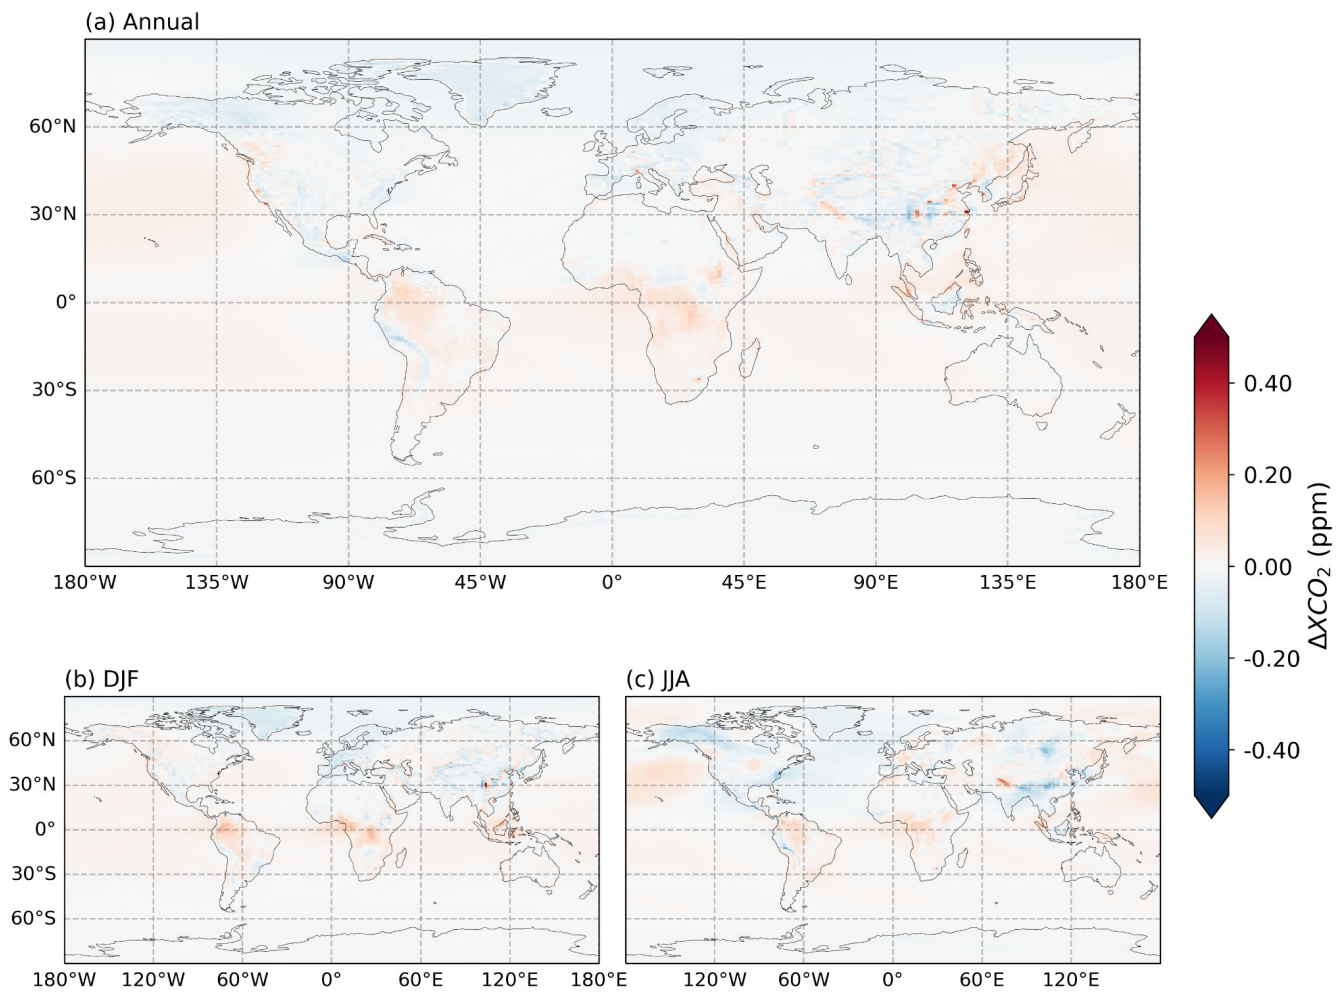 (a) Annual
60°N
30°N
0°
30°S
60°S
180°W 135°W 90°W 45°W 0° 45°E 90°E 135°E 180°E
0.40
0.20
0.00
-0.20
-0.40
ΔXCO₂ (ppm)
(b) DJF
60°N
30°N
0°
30°S
60°S
180°W 120°W 60°W 0° 60°E 120°E 180°E
(c) JJA
120°W 60°W 0° 60°E 120°E